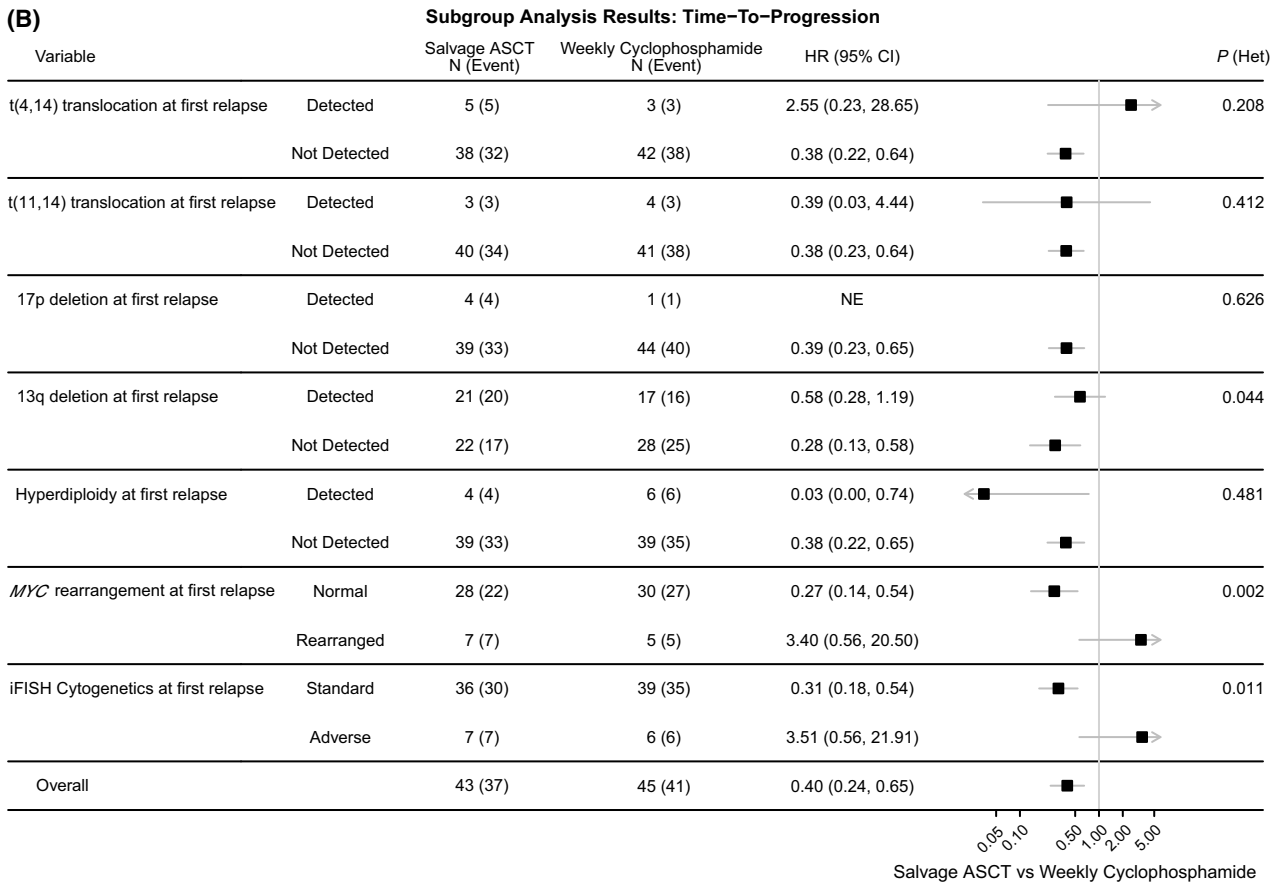 (B)
Subgroup Analysis Results: Time−To−Progression
Variable Salvage ASCT N (Event) Weekly Cyclophosphamide N (Event) HR (95% CI) P (Het)
t(4,14) translocation at first relapse Detected 5 (5) 3 (3) 2.55 (0.23, 28.65) 0.208
Not Detected 38 (32) 42 (38) 0.38 (0.22, 0.64)
t(11,14) translocation at first relapse Detected 3 (3) 4 (3) 0.39 (0.03, 4.44) 0.412
Not Detected 40 (34) 41 (38) 0.38 (0.23, 0.64)
17p deletion at first relapse Detected 4 (4) 1 (1) NE 0.626
Not Detected 39 (33) 44 (40) 0.39 (0.23, 0.65)
13q deletion at first relapse Detected 21 (20) 17 (16) 0.58 (0.28, 1.19) 0.044
Not Detected 22 (17) 28 (25) 0.28 (0.13, 0.58)
Hyperdiploidy at first relapse Detected 4 (4) 6 (6) 0.03 (0.00, 0.74) 0.481
Not Detected 39 (33) 39 (35) 0.38 (0.22, 0.65)
MYC rearrangement at first relapse Normal 28 (22) 30 (27) 0.27 (0.14, 0.54) 0.002
Rearranged 7 (7) 5 (5) 3.40 (0.56, 20.50)
iFISH Cytogenetics at first relapse Standard 36 (30) 39 (35) 0.31 (0.18, 0.54) 0.011
Adverse 7 (7) 6 (6) 3.51 (0.56, 21.91)
Overall 43 (37) 45 (41) 0.40 (0.24, 0.65)
0.05 0.10 0.50 1.00 2.00 5.00
Salvage ASCT vs Weekly Cyclophosphamide